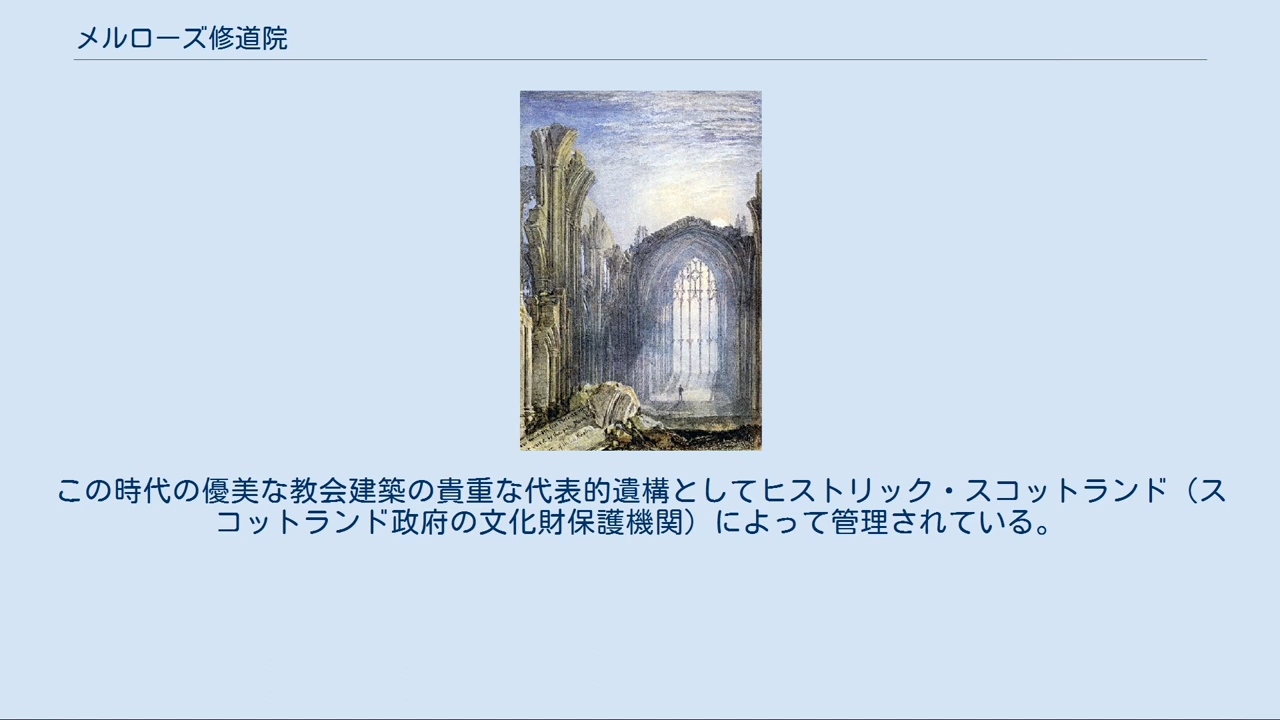 メルローズ修道院
この時代の優美な教会建築の貴重な代表的遺構としてヒストリック・スコットランド（ス
コットランド政府の文化財保護機関）によって管理されている。